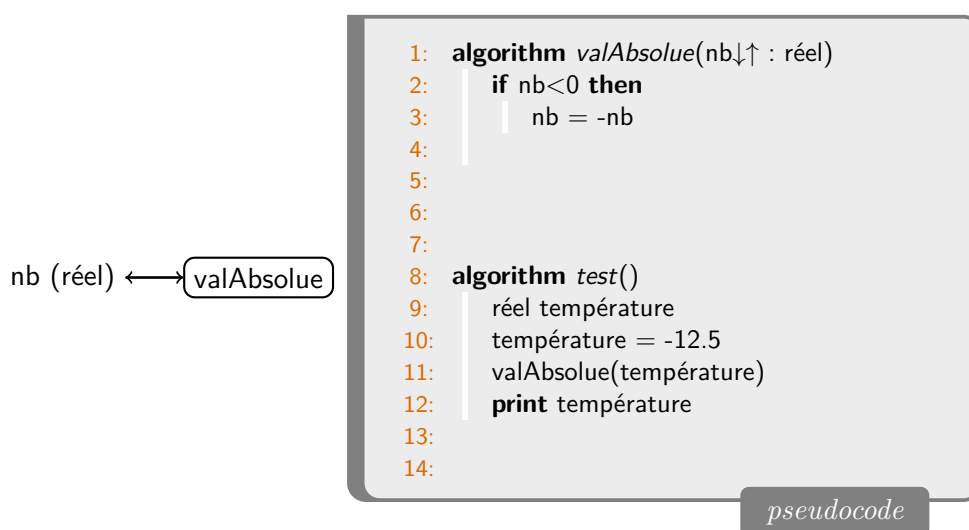 1: algorithm valAbsolue(nb↓↑ : réel)
2: if nb<0 then
3: nb = -nb
4:
5:
6:
7:
nb (réel) ⟷ valAbsolue
8: algorithm test()
9: réel température
10: température = -12.5
11: valAbsolue(température)
12: print température
13:
14:
pseudocode